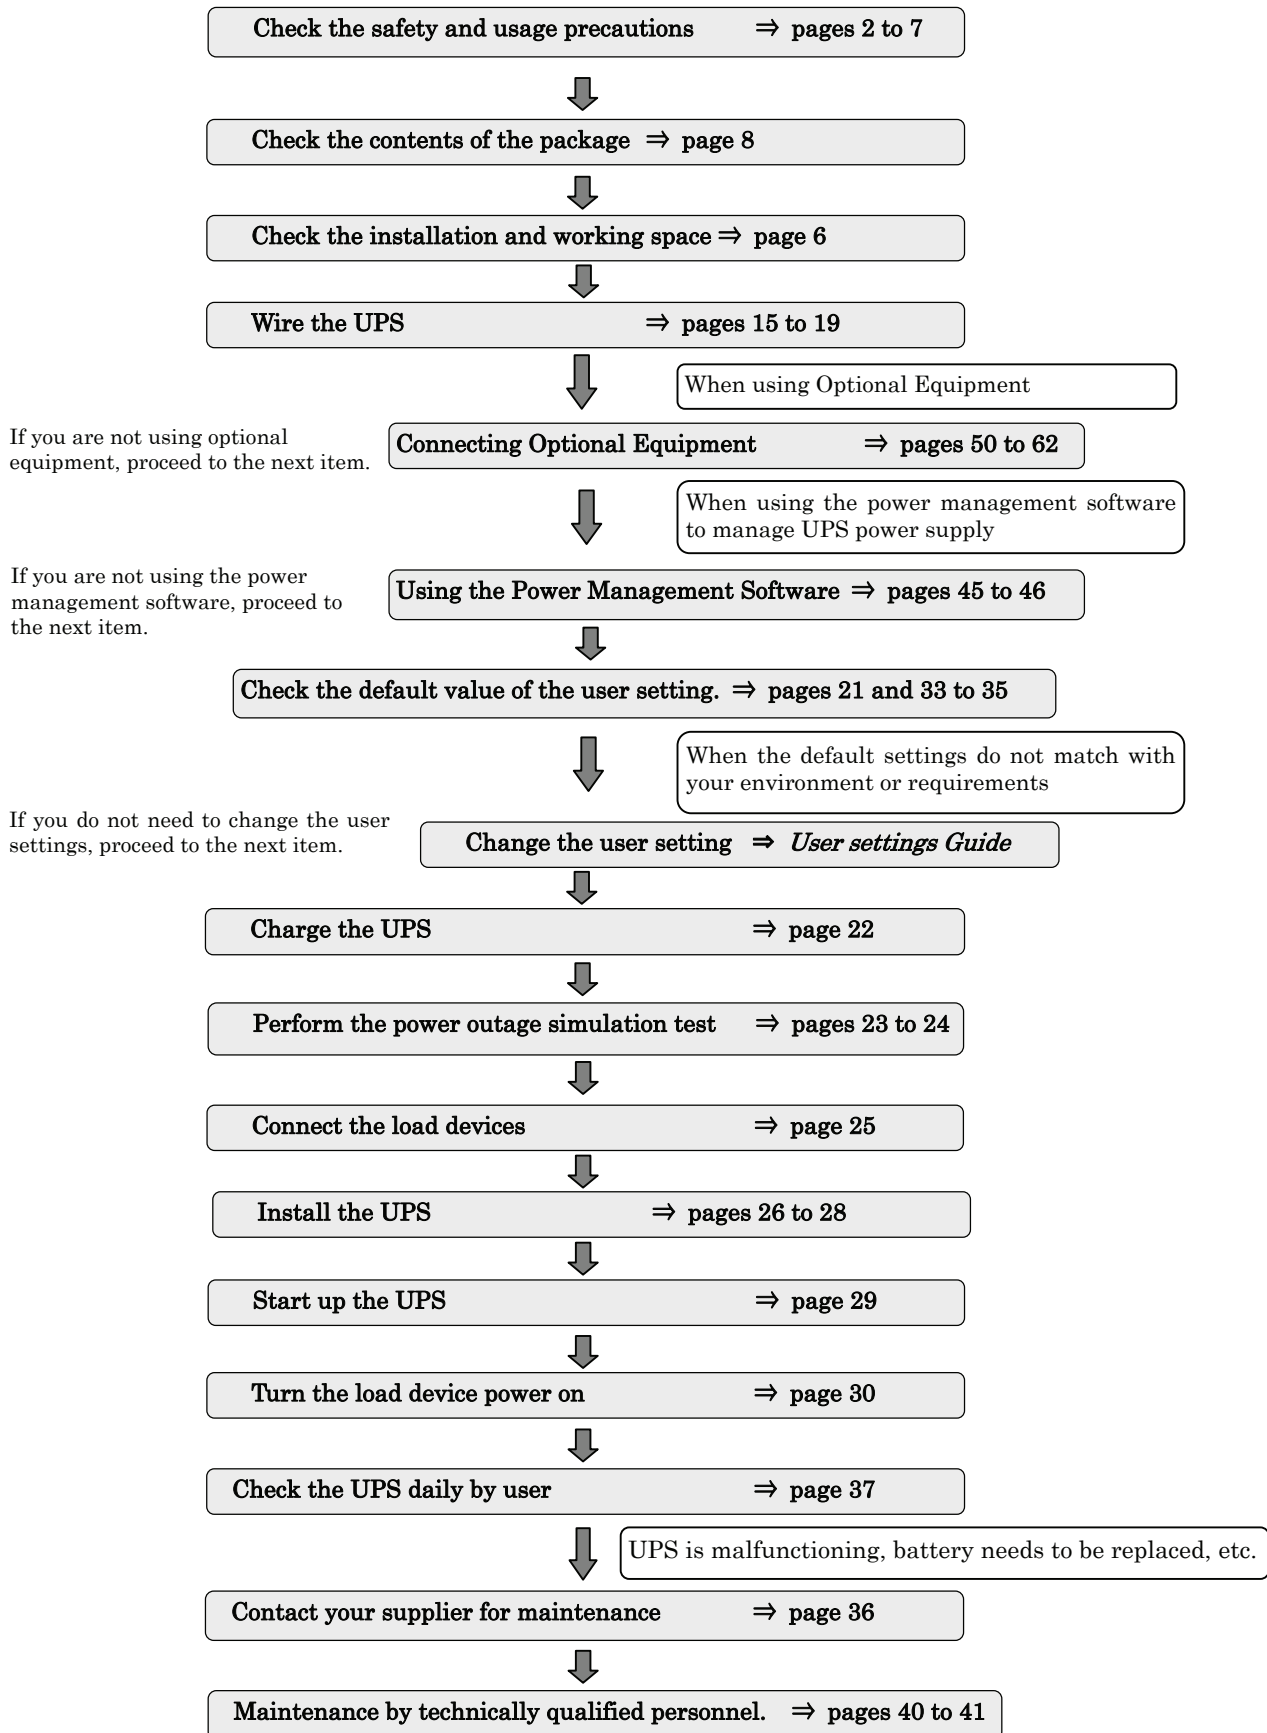 Check the safety and usage precautions ⇒ pages 2 to 7
Check the contents of the package ⇒ page 8
Check the installation and working space ⇒ page 6
Wire the UPS ⇒ pages 15 to 19
When using Optional Equipment
If you are not using optional
equipment, proceed to the next item.
Connecting Optional Equipment ⇒ pages 50 to 62
When using the power management software
to manage UPS power supply
If you are not using the power
management software, proceed to
the next item.
Using the Power Management Software ⇒ pages 45 to 46
Check the default value of the user setting. ⇒ pages 21 and 33 to 35
When the default settings do not match with
your environment or requirements
If you do not need to change the user
settings, proceed to the next item.
Change the user setting ⇒ User settings Guide
Charge the UPS ⇒ page 22
Perform the power outage simulation test ⇒ pages 23 to 24
Connect the load devices ⇒ page 25
Install the UPS ⇒ pages 26 to 28
Start up the UPS ⇒ page 29
Turn the load device power on ⇒ page 30
Check the UPS daily by user ⇒ page 37
UPS is malfunctioning, battery needs to be replaced, etc.
Contact your supplier for maintenance ⇒ page 36
Maintenance by technically qualified personnel. ⇒ pages 40 to 41